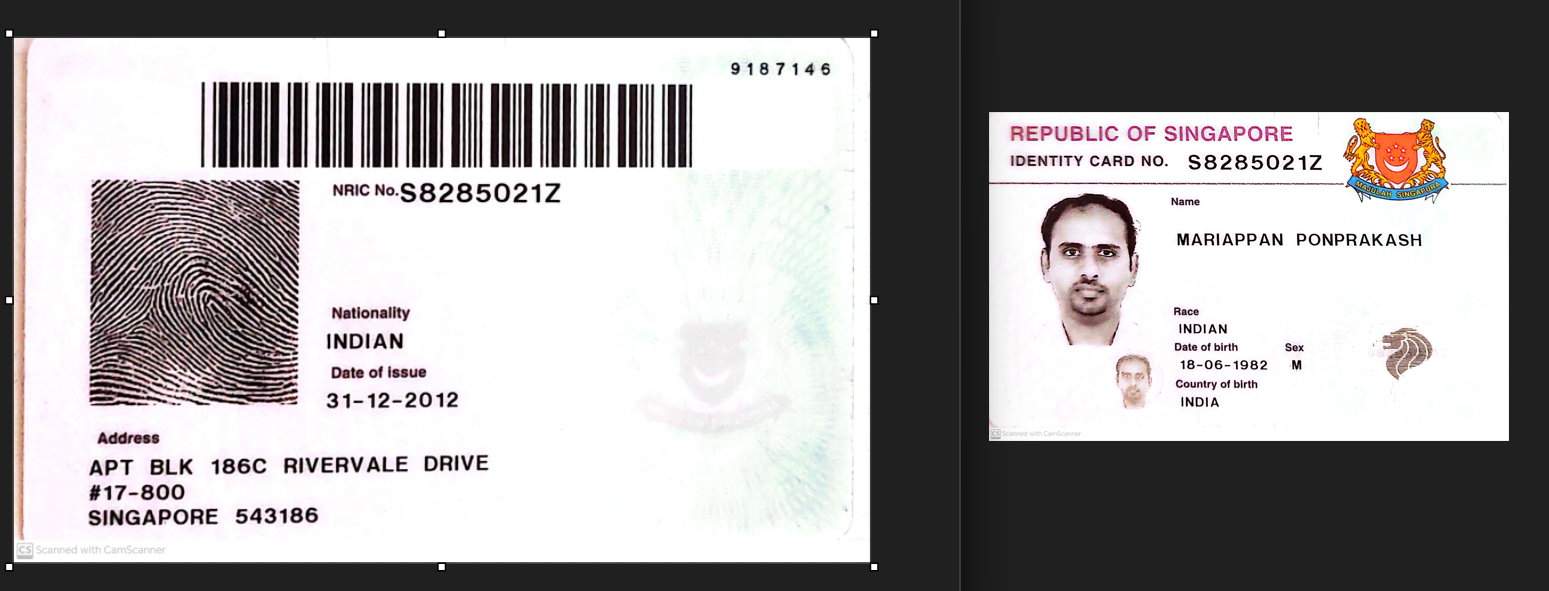 9187146
NRIC No. S8285021Z
Nationality
INDIAN
Date of issue
31-12-2012
Address
APT BLK 186C RIVERVALE DRIVE
#17-800
SINGAPORE 543186
CS Scanned with CamScanner
REPUBLIC OF SINGAPORE
IDENTITY CARD NO. S8285021Z
MAJULAH SINGAPURA
Name
MARIAPPAN PONPRAKASH
Race
INDIAN
Date of birth Sex
18-06-1982 M
Country of birth
INDIA
CS Scanned with CamScanner